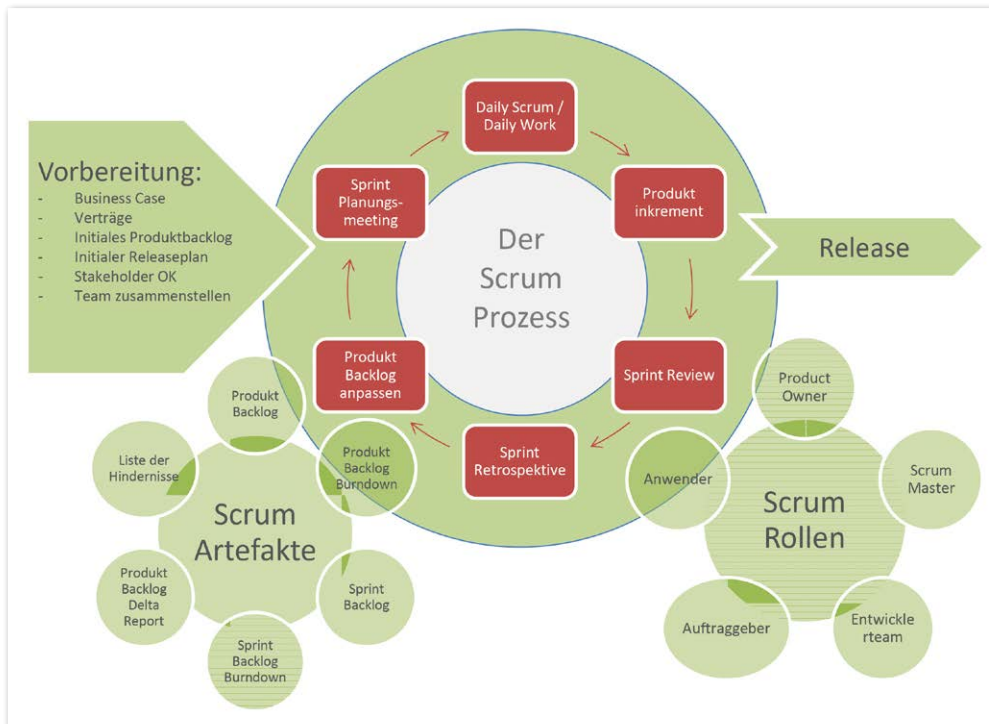 Vorbereitung:
- Business Case
- Verträge
- Initiales Produktbacklog
- Initialer Releaseplan
- Stakeholder OK
- Team zusammenstellen
Daily Scrum /
Daily Work
Sprint
Planungs-
meeting
Produkt
inkrement
Der
Scrum
Prozess
Release
Produkt
Backlog
anpassen
Sprint Review
Sprint
Retrospektive
Scrum
Artefakte
Produkt
Backlog
Liste der
Hindernisse
Produkt
Backlog
Burndown
Produkt
Backlog
Delta
Report
Sprint
Backlog
Sprint
Backlog
Burndown
Scrum
Rollen
Product
Owner
Anwender
Scrum
Master
Auftraggeber
Entwickle
rteam